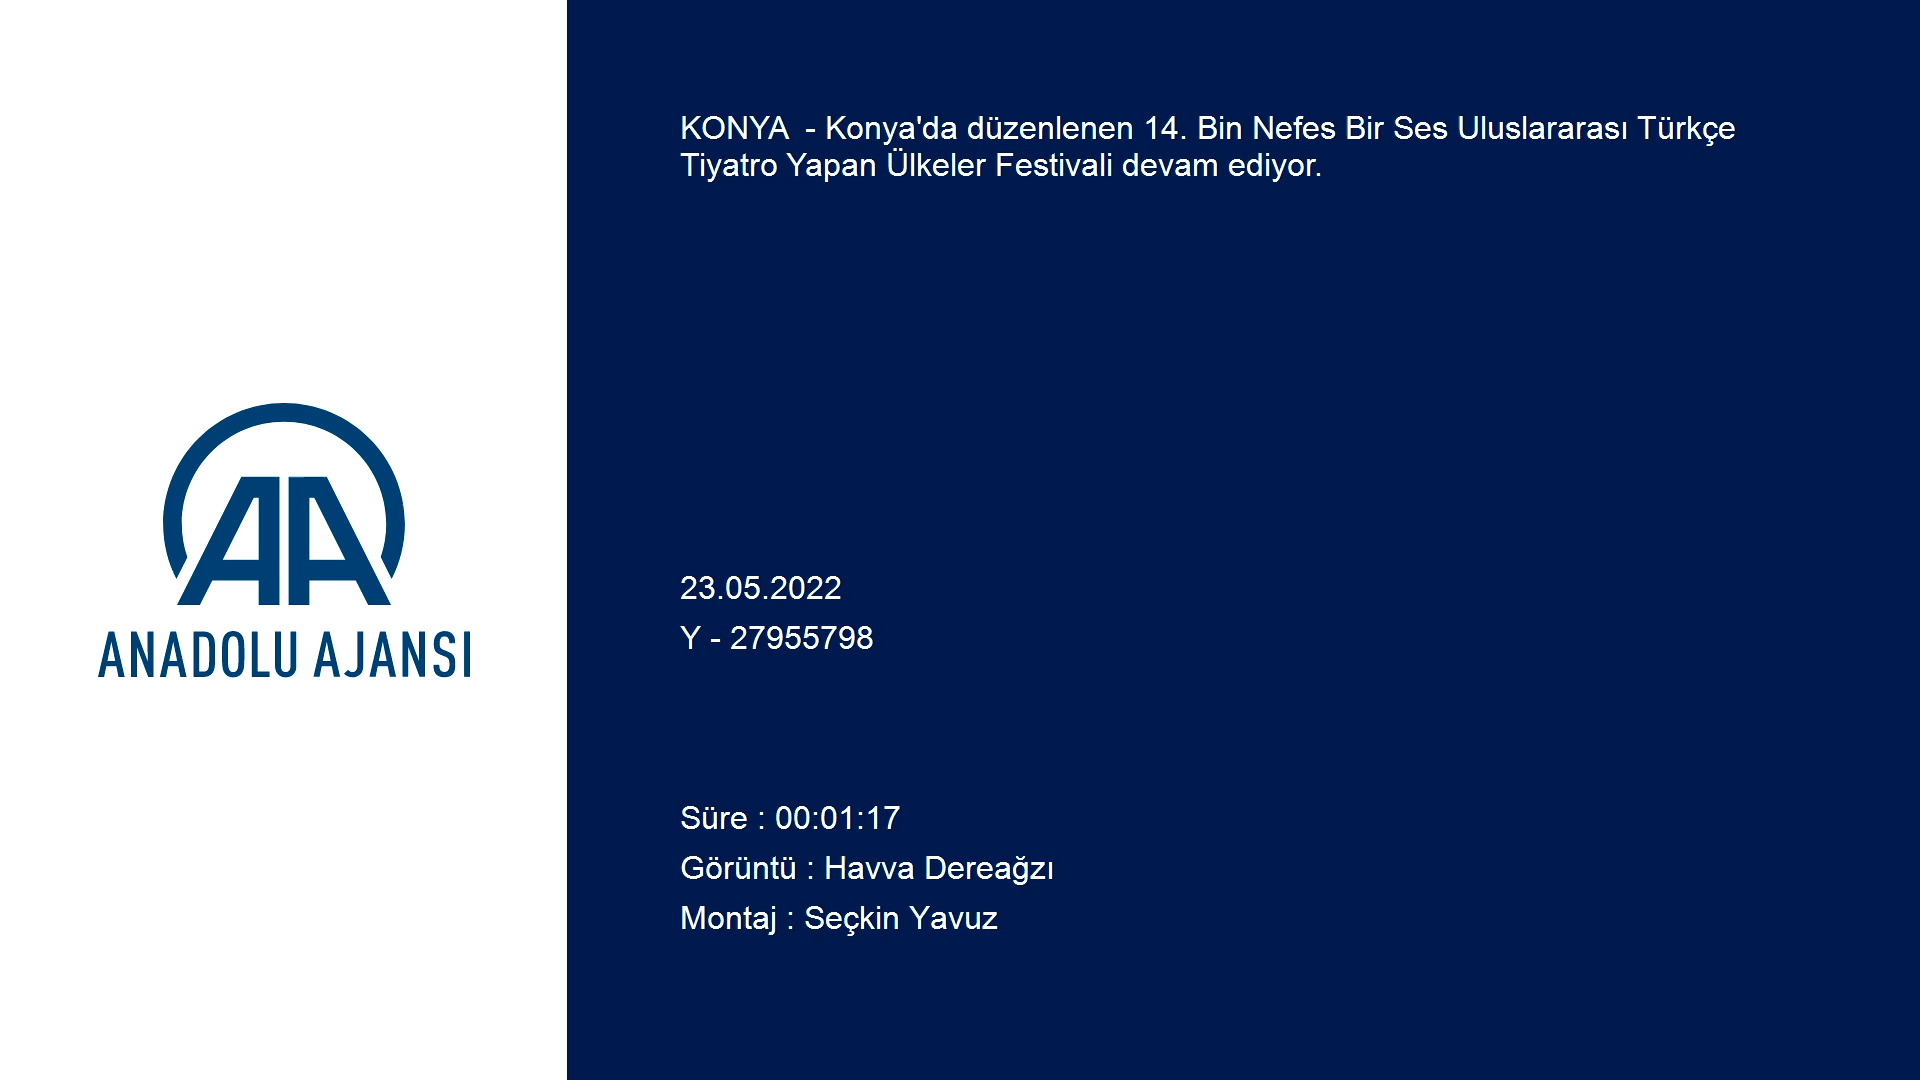 KONYA  - Konya'da düzenlenen 14. Bin Nefes Bir Ses Uluslararası Türkçe
Tiyatro Yapan Ülkeler Festivali devam ediyor.
AA
ANADOLU AJANSI
23.05.2022
Y - 27955798
Süre : 00:01:17
Görüntü : Havva Dereağzı
Montaj : Seçkin Yavuz